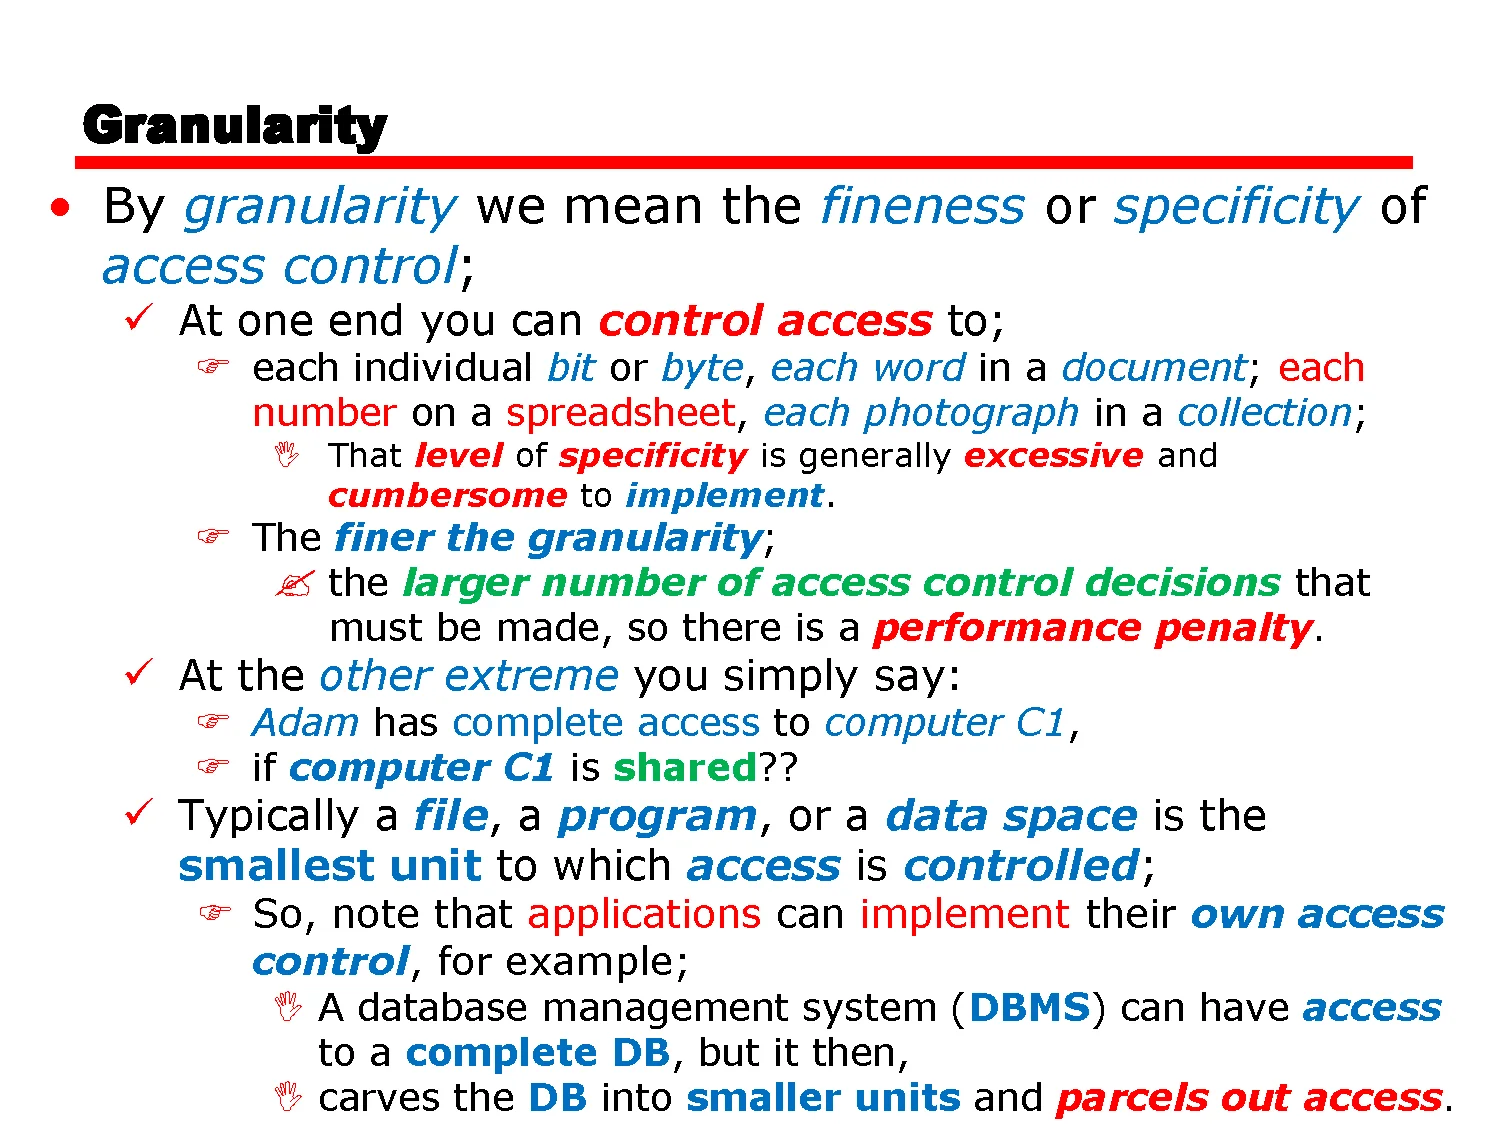 Granularity
• By granularity we mean the fineness or specificity of
access control;
✓ At one end you can control access to;
☞ each individual bit or byte, each word in a document; each
number on a spreadsheet, each photograph in a collection;
🖒 That level of specificity is generally excessive and
cumbersome to implement.
☞ The finer the granularity;
✍ the larger number of access control decisions that
must be made, so there is a performance penalty.
✓ At the other extreme you simply say:
☞ Adam has complete access to computer C1,
☞ if computer C1 is shared??
✓ Typically a file, a program, or a data space is the
smallest unit to which access is controlled;
☞ So, note that applications can implement their own access
control, for example;
🖒 A database management system (DBMS) can have access
to a complete DB, but it then,
🖒 carves the DB into smaller units and parcels out access.